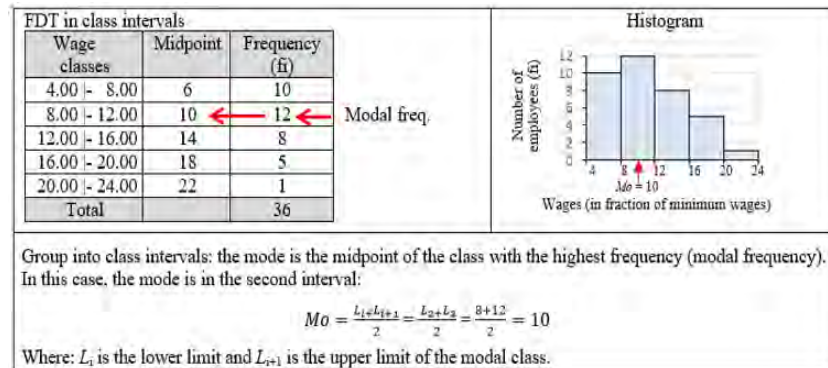 FDT in class intervals
Wage classes Midpoint Frequency (fi)
4.00 |- 8.00 6 10
8.00 |- 12.00 10 12 Modal freq.
12.00 |- 16.00 14 8
16.00 |- 20.00 18 5
20.00 |- 24.00 22 1
Total 36
Histogram
Number of employees (fi)
12
10
8
6
4
2
0
4 8 12 16 20 24
Mo = 10
Wages (in fraction of minimum wages)
Group into class intervals: the mode is the midpoint of the class with the highest frequency (modal frequency).
In this case, the mode is in the second interval:
Mo = (Lᵢ+Lᵢ₊₁)/2 = (L₂+L₃)/2 = (8+12)/2 = 10
Where: Lᵢ is the lower limit and Lᵢ₊₁ is the upper limit of the modal class.